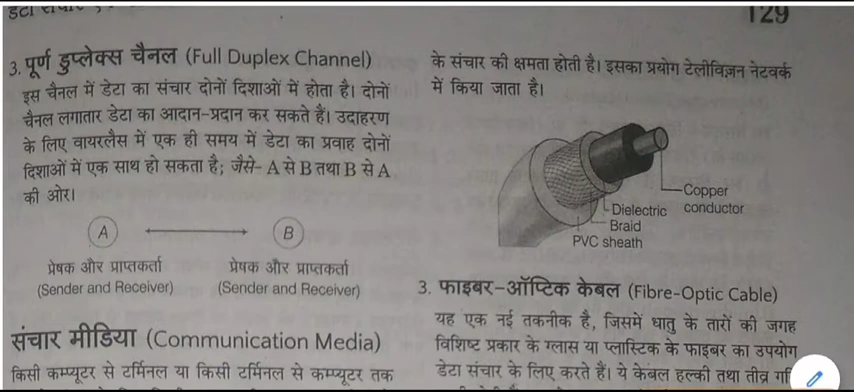 129
3. पूर्ण डुप्लेक्स चैनल (Full Duplex Channel)
इस चैनल में डेटा का संचार दोनों दिशाओं में होता है। दोनों
चैनल लगातार डेटा का आदान-प्रदान कर सकते हैं। उदाहरण
के लिए वायरलैस में एक ही समय में डेटा का प्रवाह दोनों
दिशाओं में एक साथ हो सकता है; जैसे- A से B तथा B से A
की ओर।
A B
प्रेषक और प्राप्तकर्ता प्रेषक और प्राप्तकर्ता
(Sender and Receiver) (Sender and Receiver)
संचार मीडिया (Communication Media)
किसी कम्प्यूटर से टर्मिनल या किसी टर्मिनल से कम्प्यूटर तक
के संचार की क्षमता होती है। इसका प्रयोग टेलीविज़न नेटवर्क
में किया जाता है।
Copper
conductor
Dielectric
Braid
PVC sheath
3. फाइबर-ऑप्टिक केबल (Fibre-Optic Cable)
यह एक नई तकनीक है, जिसमें धातु के तारों की जगह
विशिष्ट प्रकार के ग्लास या प्लास्टिक के फाइबर का उपयोग
डेटा संचार के लिए करते हैं। ये केबल हल्की तथा तीव्र